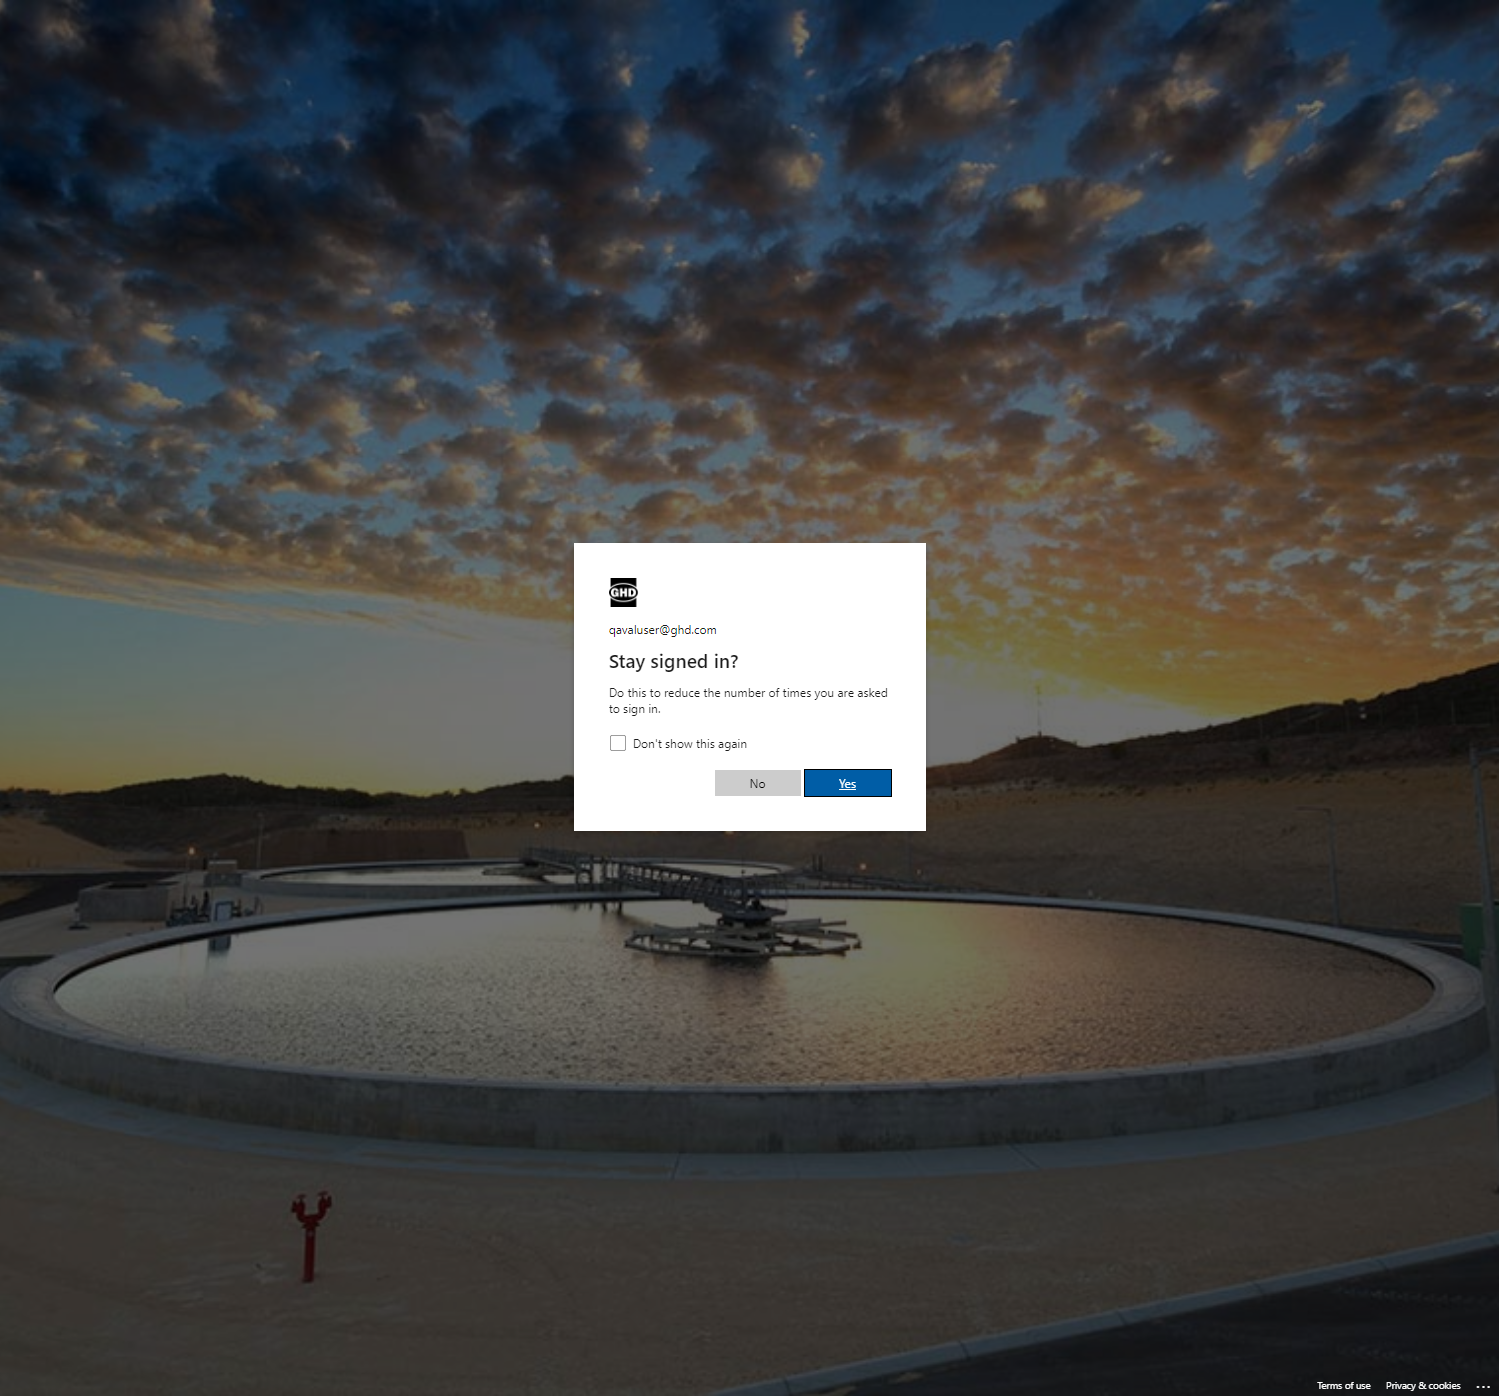 GHD
qavaluser@ghd.com
Stay signed in?
Do this to reduce the number of times you are asked
to sign in.
Don't show this again
No
Yes
Terms of use
Privacy & cookies
...